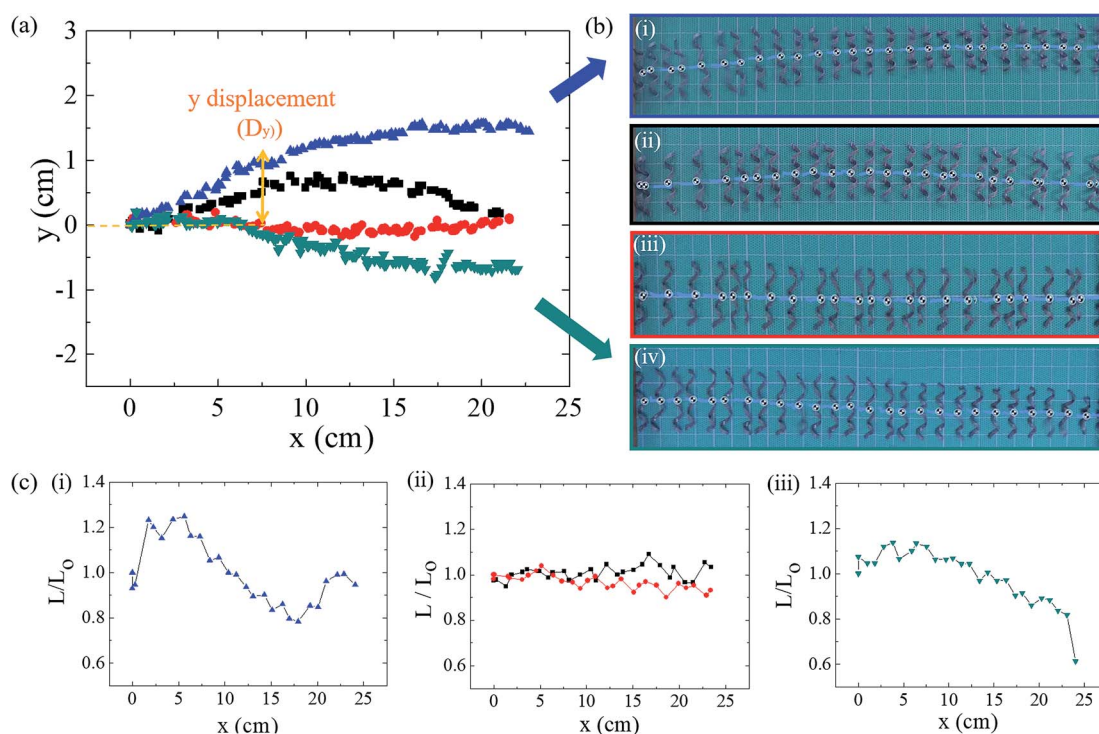 (a)
3
2
1
0
-1
-2
y (cm)
y displacement
(Dy))
0 5 10 15 20 25
x (cm)
(b)
(i)
(ii)
(iii)
(iv)
(c) (i)
1.4
1.2
1.0
0.8
0.6
L/Lo
0 5 10 15 20 25
x (cm)
(ii)
1.4
1.2
1.0
0.8
0.6
L / Lo
0 5 10 15 20 25
x (cm)
(iii)
1.4
1.2
1.0
0.8
0.6
L/Lo
0 5 10 15 20 25
x (cm)